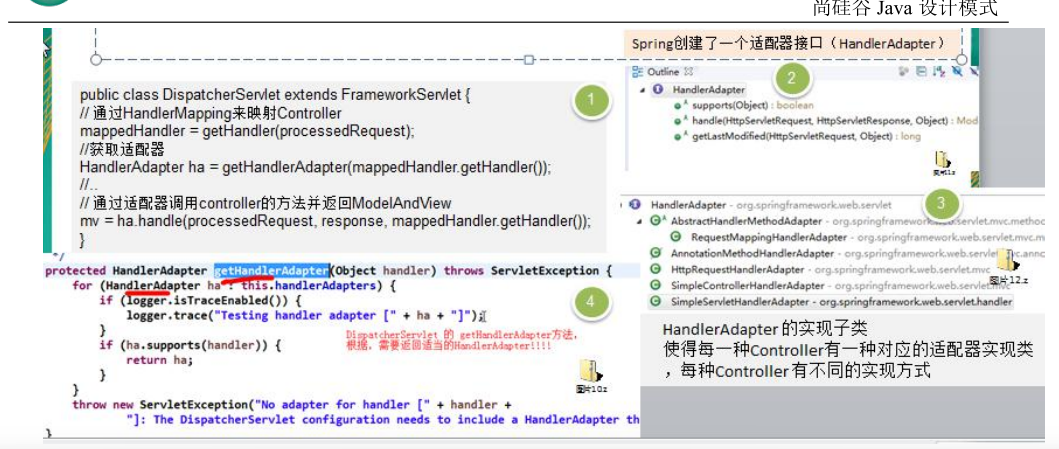 尚硅谷 Java 设计模式
Spring创建了一个适配器接口（HandlerAdapter）
1
public class DispatcherServlet extends FrameworkServlet {
// 通过HandlerMapping来映射Controller
mappedHandler = getHandler(processedRequest);
//获取适配器
HandlerAdapter ha = getHandlerAdapter(mappedHandler.getHandler());
//..
// 通过适配器调用controller的方法并返回ModelAndView
mv = ha.handle(processedRequest, response, mappedHandler.getHandler());
}
2
Outline
HandlerAdapter
supports(Object) : boolean
handle(HttpServletRequest, HttpServletResponse, Object) : Mod
getLastModified(HttpServletRequest, Object) : long
3
HandlerAdapter - org.springframework.web.servlet
AbstractHandlerMethodAdapter - org.springframework.web.servlet.mvc.method
RequestMappingHandlerAdapter - org.springframework.web.servlet.mvc.m
AnnotationMethodHandlerAdapter - org.springframework.web.servlet.mvc.annc
HttpRequestHandlerAdapter - org.springframework.web.servlet.mvc
SimpleControllerHandlerAdapter - org.springframework.web.servlet.mvc
SimpleServletHandlerAdapter - org.springframework.web.servlet.handler
图片12.z
HandlerAdapter 的实现子类
使得每一种Controller有一种对应的适配器实现类
，每种Controller 有不同的实现方式
4
*/
protected HandlerAdapter getHandlerAdapter(Object handler) throws ServletException {
for (HandlerAdapter ha : this.handlerAdapters) {
if (logger.isTraceEnabled()) {
logger.trace("Testing handler adapter [" + ha + "]");
}
if (ha.supports(handler)) {
return ha;
}
}
throw new ServletException("No adapter for handler [" + handler +
"]: The DispatcherServlet configuration needs to include a HandlerAdapter th
}
DispatcherServlet 的 getHandlerAdapter方法，
根据，需要返回适当的HandlerAdapter!!!!
图片10z